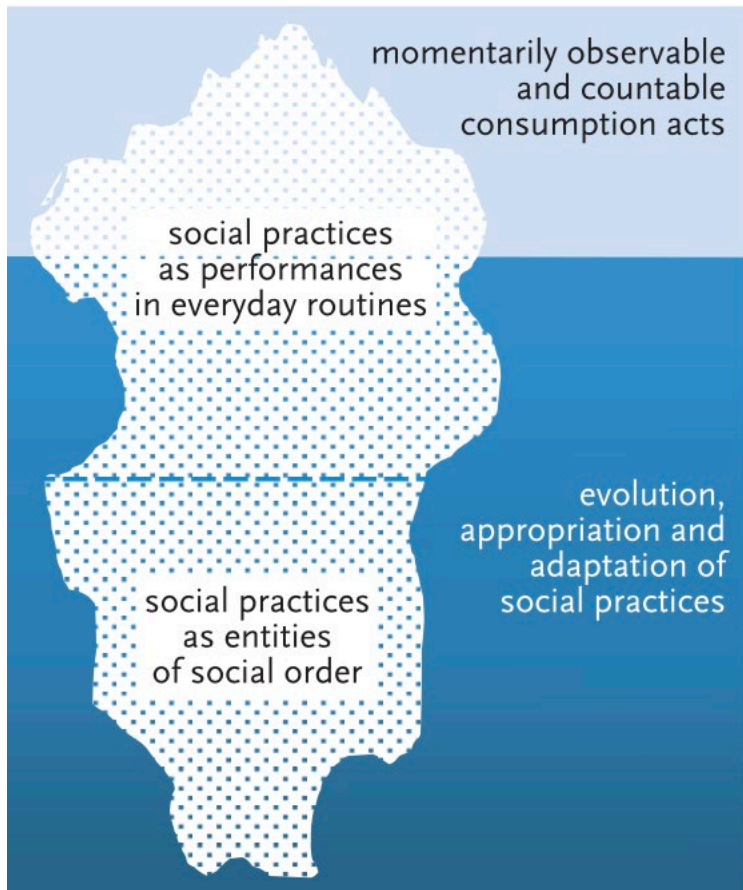 momentarily observable
and countable
consumption acts
social practices
as performances
in everyday routines
evolution,
appropriation and
adaptation of
social practices
social practices
as entities
of social order